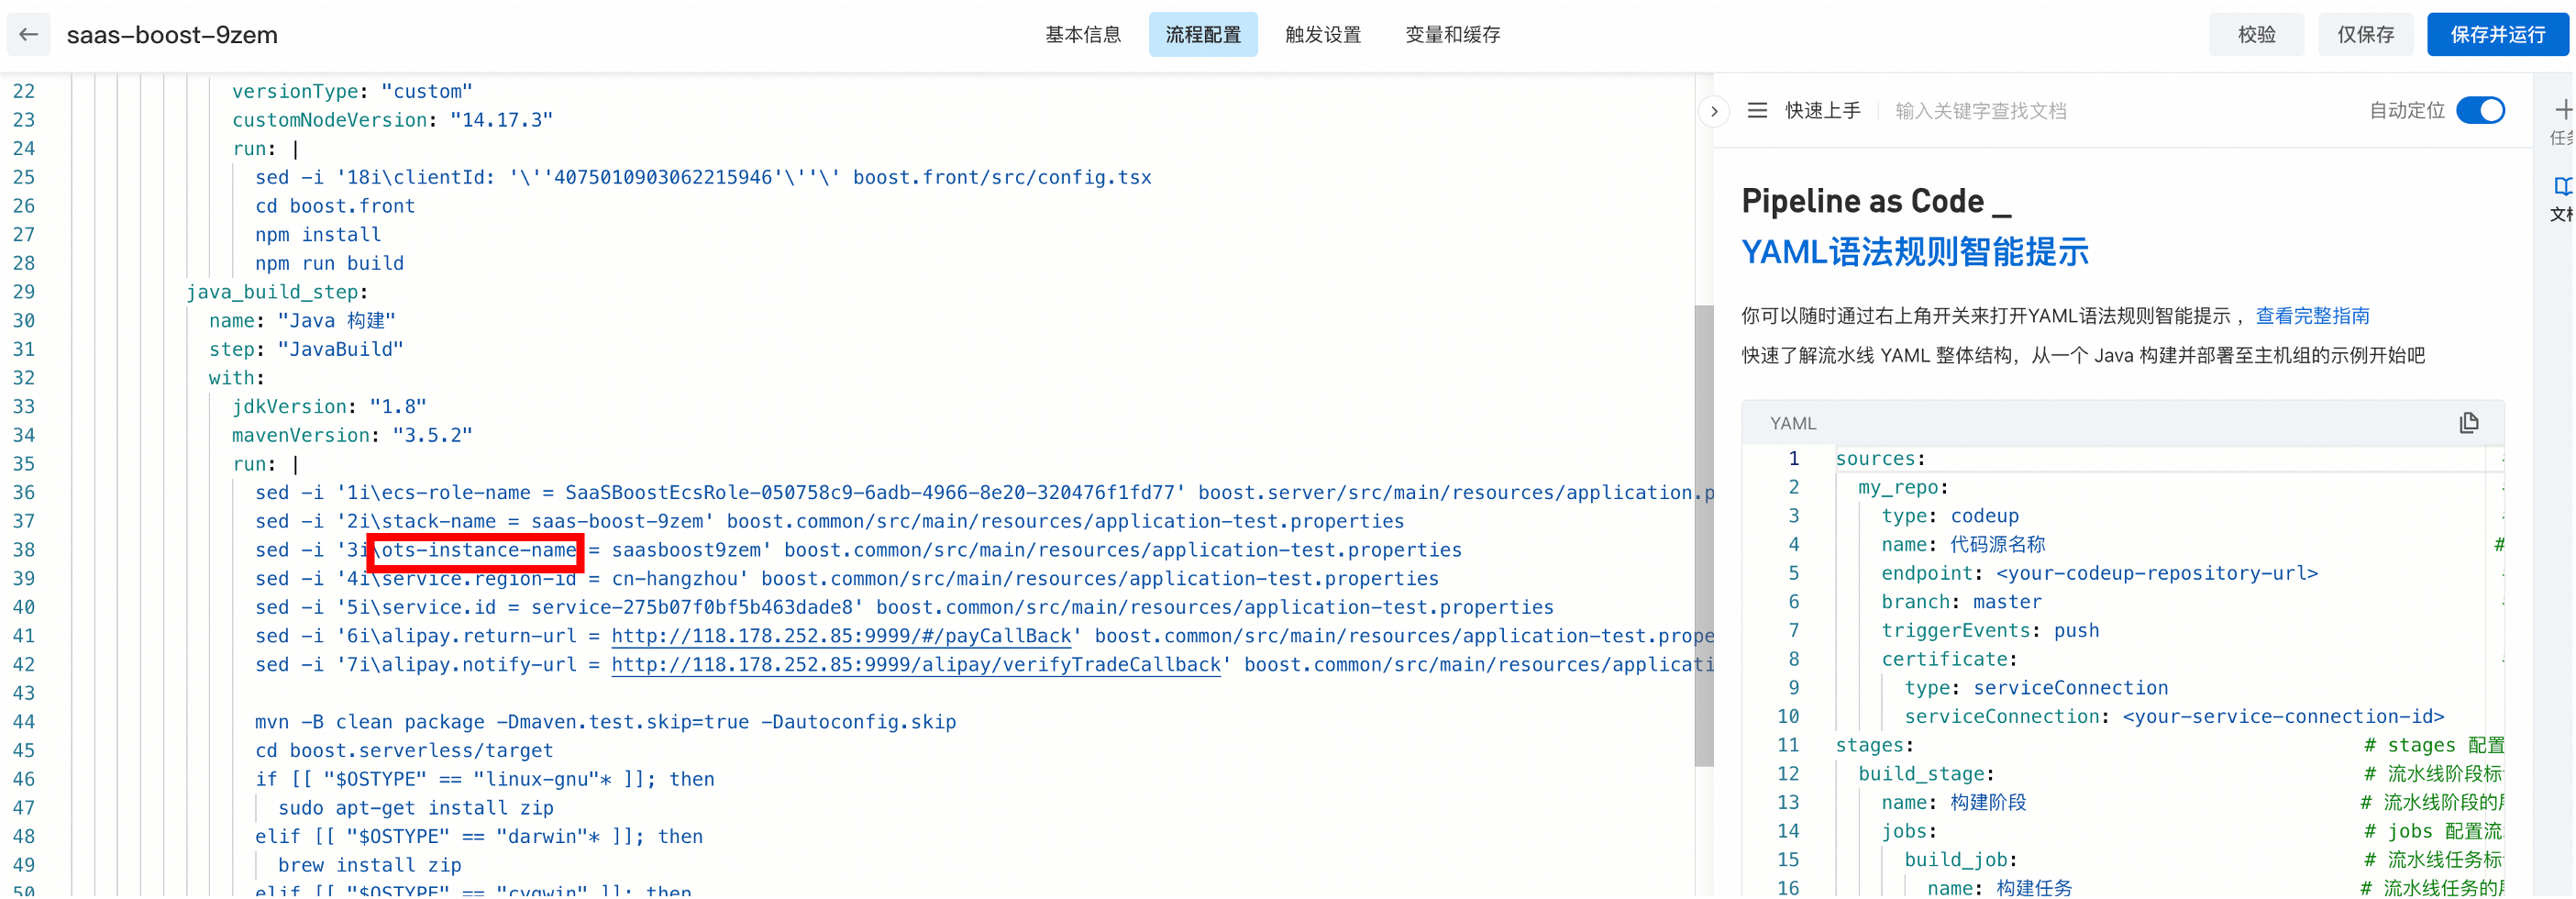 saas-boost-9zem
基本信息 流程配置 触发设置 变量和缓存
校验 仅保存 保存并运行
22 versionType: "custom"
23 customNodeVersion: "14.17.3"
24 run: |
25 sed -i '18i\clientId: '\''4075010903062215946'\''\' boost.front/src/config.tsx
26 cd boost.front
27 npm install
28 npm run build
29 java_build_step:
30 name: "Java 构建"
31 step: "JavaBuild"
32 with:
33 jdkVersion: "1.8"
34 mavenVersion: "3.5.2"
35 run: |
36 sed -i '1i\ecs-role-name = SaaSBoostEcsRole-050758c9-6adb-4966-8e20-320476f1fd77' boost.server/src/main/resources/application.p
37 sed -i '2i\stack-name = saas-boost-9zem' boost.common/src/main/resources/application-test.properties
38 sed -i '3i\ots-instance-name = saasboost9zem' boost.common/src/main/resources/application-test.properties
39 sed -i '4i\service.region-id = cn-hangzhou' boost.common/src/main/resources/application-test.properties
40 sed -i '5i\service.id = service-275b07f0bf5b463dade8' boost.common/src/main/resources/application-test.properties
41 sed -i '6i\alipay.return-url = http://118.178.252.85:9999/#/payCallBack' boost.common/src/main/resources/application-test.prope
42 sed -i '7i\alipay.notify-url = http://118.178.252.85:9999/alipay/verifyTradeCallback' boost.common/src/main/resources/applicati
43
44 mvn -B clean package -Dmaven.test.skip=true -Dautoconfig.skip
45 cd boost.serverless/target
46 if [[ "$OSTYPE" == "linux-gnu"* ]]; then
47 sudo apt-get install zip
48 elif [[ "$OSTYPE" == "darwin"* ]]; then
49 brew install zip
50 elif [[ "$OSTYPE" == "cygwin" ]]; then
快速上手 输入关键字查找文档 自动定位
Pipeline as Code _
YAML语法规则智能提示
你可以随时通过右上角开关来打开YAML语法规则智能提示 ，查看完整指南
快速了解流水线 YAML 整体结构，从一个 Java 构建并部署至主机组的示例开始吧
YAML
1 sources:
2 my_repo:
3 type: codeup
4 name: 代码源名称 #
5 endpoint: <your-codeup-repository-url>
6 branch: master
7 triggerEvents: push
8 certificate:
9 type: serviceConnection
10 serviceConnection: <your-service-connection-id>
11 stages: # stages 配置
12 build_stage: # 流水线阶段标
13 name: 构建阶段 # 流水线阶段的
14 jobs: # jobs 配置流
15 build_job: # 流水线任务标
16 name: 构建任务 # 流水线任务的
任
文